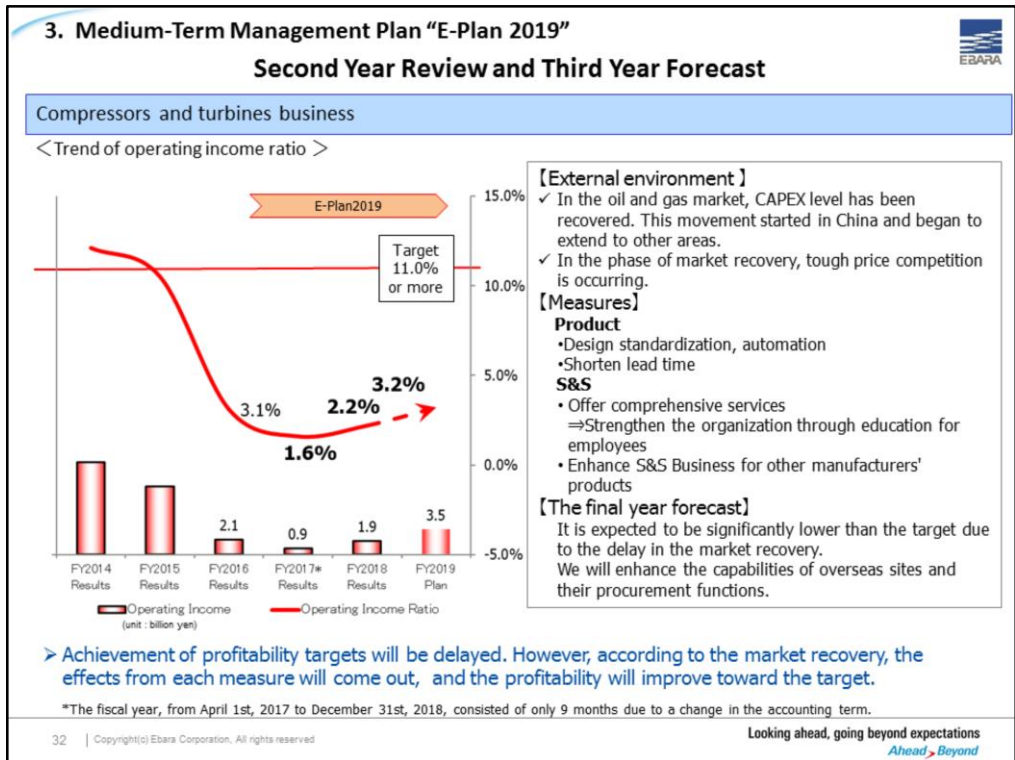 3. Medium-Term Management Plan “E-Plan 2019”
EBARA
Second Year Review and Third Year Forecast
Compressors and turbines business
＜Trend of operating income ratio ＞
E-Plan2019
Target
11.0%
or more
15.0%
10.0%
5.0%
0.0%
-5.0%
3.1%
1.6%
2.2%
3.2%
2.1
0.9
1.9
3.5
FY2014
Results
FY2015
Results
FY2016
Results
FY2017*
Results
FY2018
Results
FY2019
Plan
Operating Income
(unit : billion yen)
Operating Income Ratio
【External environment 】
✓ In the oil and gas market, CAPEX level has been
recovered. This movement started in China and began to
extend to other areas.
✓ In the phase of market recovery, tough price competition
is occurring.
【Measures】
Product
•Design standardization, automation
•Shorten lead time
S&S
• Offer comprehensive services
⇒Strengthen the organization through education for
employees
• Enhance S&S Business for other manufacturers'
products
【The final year forecast】
It is expected to be significantly lower than the target due
to the delay in the market recovery.
We will enhance the capabilities of overseas sites and
their procurement functions.
➢ Achievement of profitability targets will be delayed. However, according to the market recovery, the
effects from each measure will come out, and the profitability will improve toward the target.
*The fiscal year, from April 1st, 2017 to December 31st, 2018, consisted of only 9 months due to a change in the accounting term.
32 | Copyright(c) Ebara Corporation, All rights reserved
Looking ahead, going beyond expectations
Ahead > Beyond